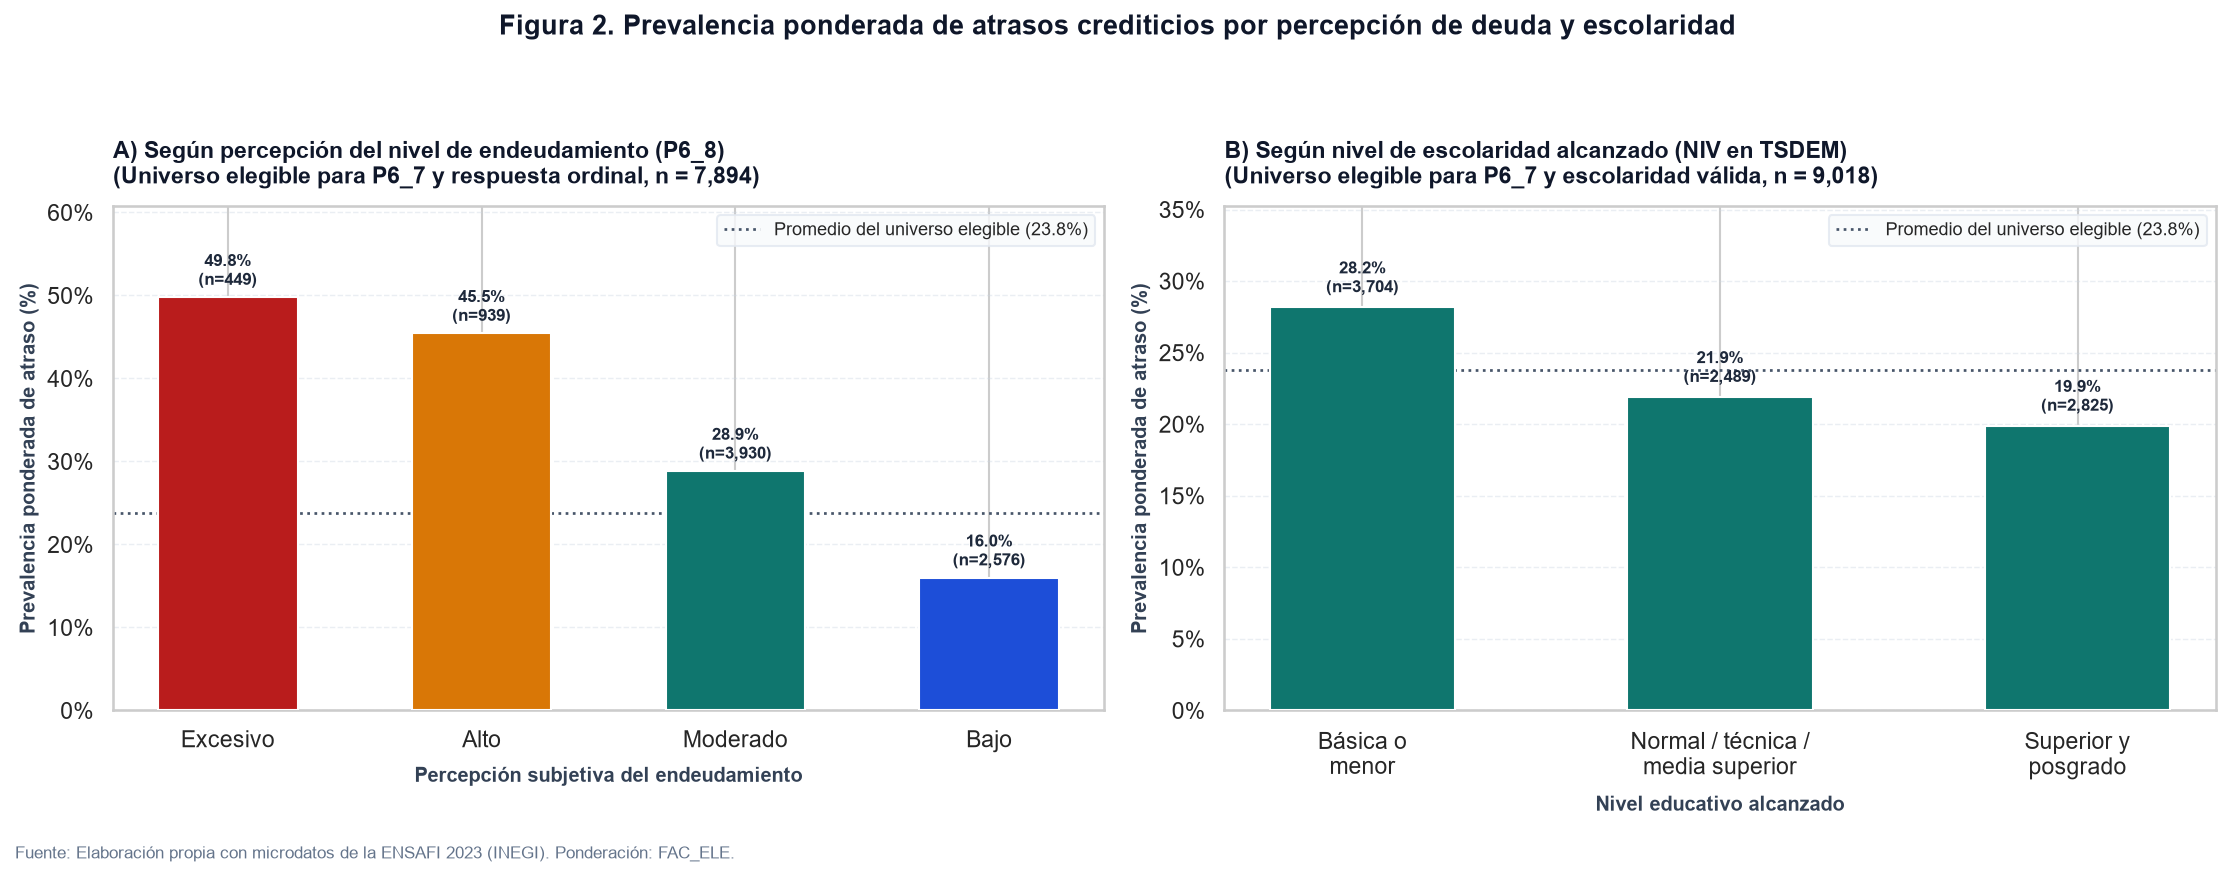 Figura 2. Prevalencia ponderada de atrasos crediticios por percepción de deuda y escolaridad
A) Según percepción del nivel de endeudamiento (P6_8)
(Universo elegible para P6_7 y respuesta ordinal, n = 7,894)
Prevalencia ponderada de atraso (%)
60%
50%
40%
30%
20%
10%
0%
Promedio del universo elegible (23.8%)
49.8%
(n=449)
45.5%
(n=939)
28.9%
(n=3,930)
16.0%
(n=2,576)
Excesivo
Alto
Moderado
Bajo
Percepción subjetiva del endeudamiento
B) Según nivel de escolaridad alcanzado (NIV en TSDEM)
(Universo elegible para P6_7 y escolaridad válida, n = 9,018)
Prevalencia ponderada de atraso (%)
35%
30%
25%
20%
15%
10%
5%
0%
Promedio del universo elegible (23.8%)
28.2%
(n=3,704)
21.9%
(n=2,489)
19.9%
(n=2,825)
Básica o
menor
Normal / técnica /
media superior
Superior y
posgrado
Nivel educativo alcanzado
Fuente: Elaboración propia con microdatos de la ENSAFI 2023 (INEGI). Ponderación: FAC_ELE.